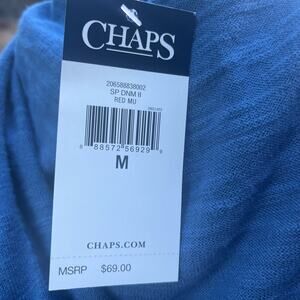 CHAPS
206588838002
SP DNM II
RED MU
8 88572 56929 8
M
CHAPS.COM
MSRP $69.00